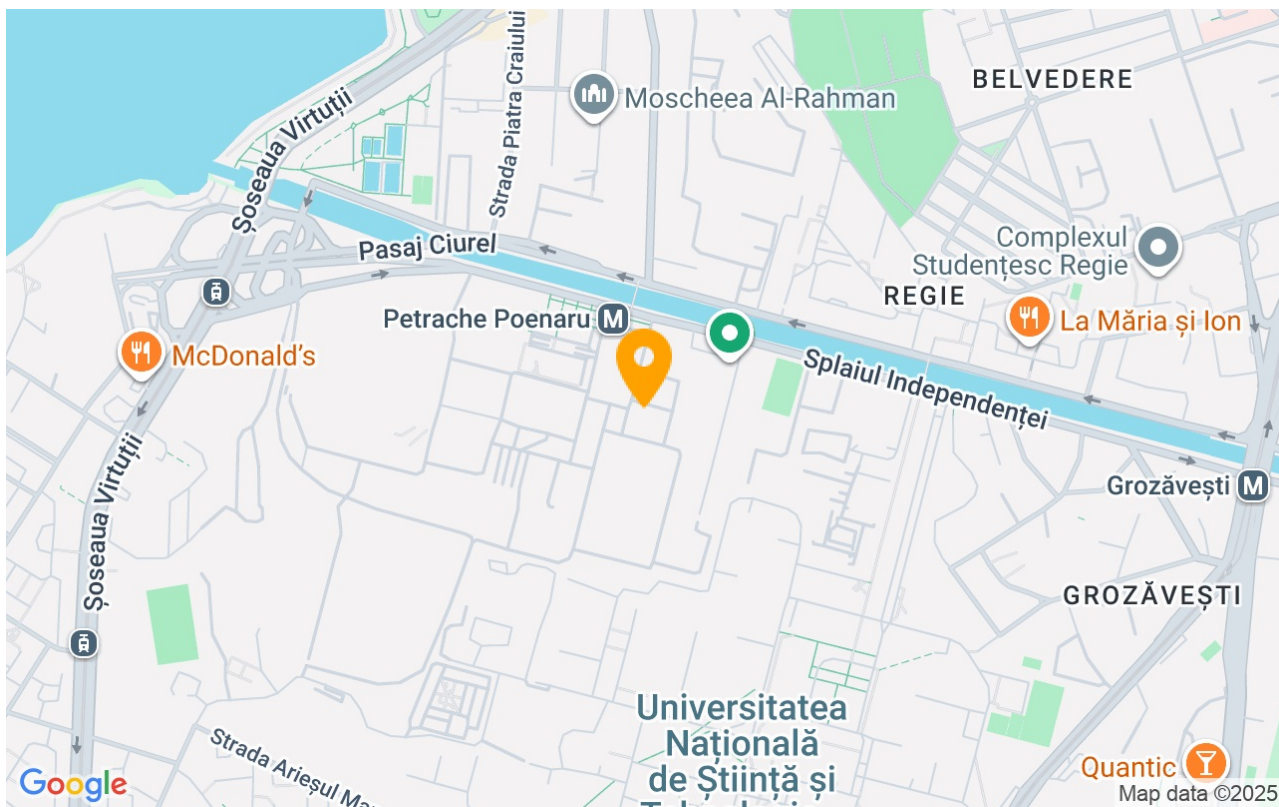 Strada Piatra Craiului
Șoseaua Virtuții
BELVEDERE
Moscheea Al-Rahman
Pasaj Ciurel
Complexul
Studențesc Regie
REGIE
Petrache Poenaru M
La Măria și Ion
McDonald's
Splaiul Independenței
Șoseaua Virtuții
Grozăvești M
GROZĂVEȘTI
Universitatea
Națională
de Știință și
Strada Arieșul
Quantic
Google
Map data ©2025